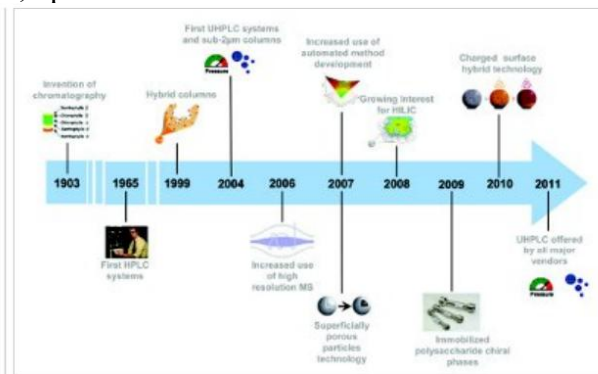 First UHPLC systems
and sub-2µm columns
Pressure
Increased use of
automated mathod
development
Charged surface
hybrid technology
Invention of
chromatography
Hybrid columns
Growing interest
for HILIC
1903
1965
1999
2004
2006
2007
2008
2009
2010
2011
First HPLC
systems
Increased use
of high
resolution MS
Superficially
porous
particles
technology
Immobilized
polysaccharide chiral
phases
UHPLC offered
by all major
vendors
Pressure